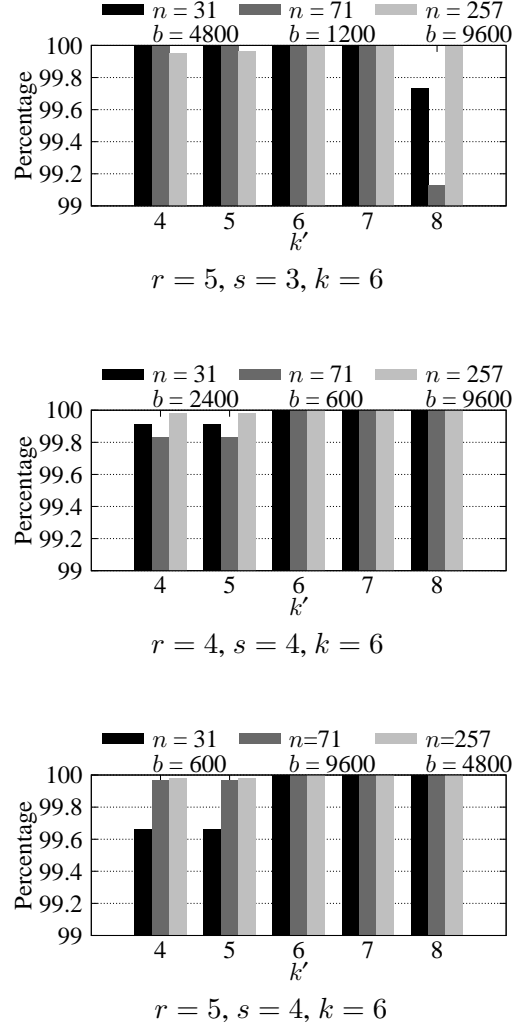 n = 31 n = 71 n = 257
b = 4800 b = 1200 b = 9600
100
99.8
99.6
99.4
99.2
99
Percentage
4 5 6 7 8
k′
r = 5, s = 3, k = 6
n = 31 n = 71 n = 257
b = 2400 b = 600 b = 9600
100
99.8
99.6
99.4
99.2
99
Percentage
4 5 6 7 8
k′
r = 4, s = 4, k = 6
n = 31 n=71 n=257
b = 600 b = 9600 b = 4800
100
99.8
99.6
99.4
99.2
99
Percentage
4 5 6 7 8
k′
r = 5, s = 4, k = 6